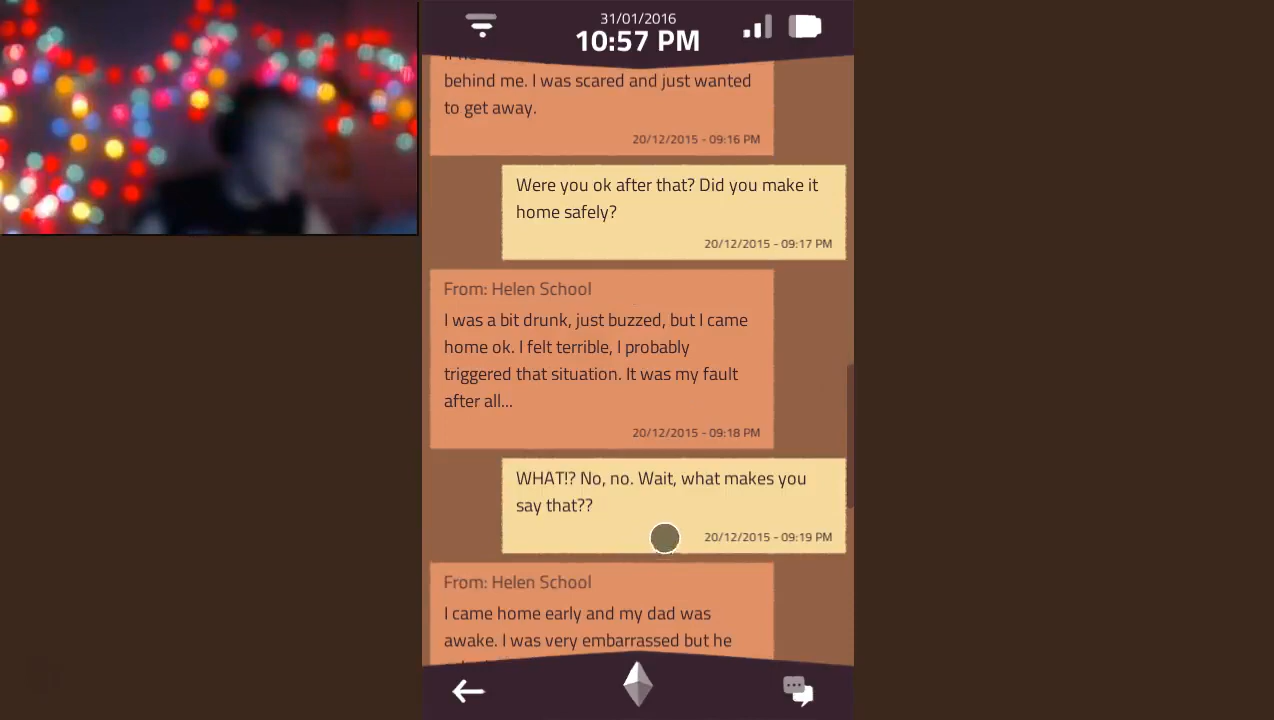 31/01/2016
10:57 PM
behind me. I was scared and just wanted
to get away.
20/12/2015 - 09:16 PM
Were you ok after that? Did you make it
home safely?
20/12/2015 - 09:17 PM
From: Helen School
I was a bit drunk, just buzzed, but I came
home ok. I felt terrible, I probably
triggered that situation. It was my fault
after all...
20/12/2015 - 09:18 PM
WHAT!? No, no. Wait, what makes you
say that??
20/12/2015 - 09:19 PM
From: Helen School
I came home early and my dad was
awake. I was very embarrassed but he